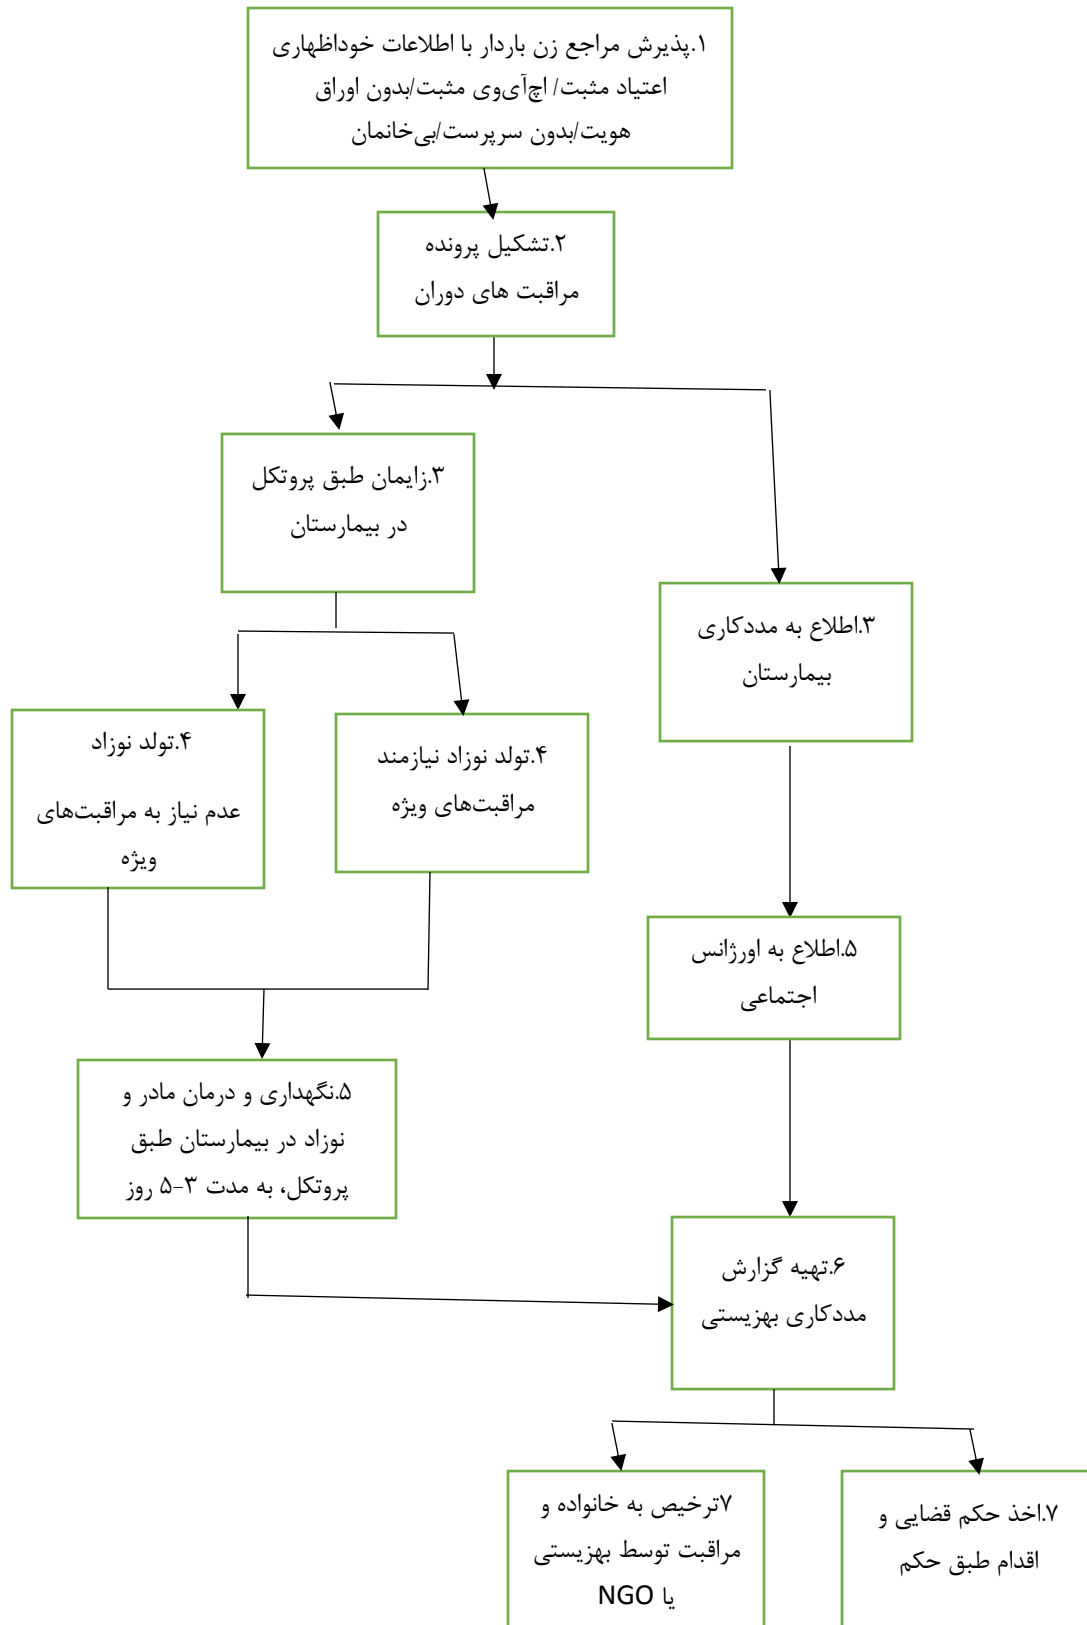 ۱.پذیرش مراجع زن باردار با اطلاعات خوداظهاری
اعتیاد مثبت/ اچ‌آی‌وی مثبت/بدون اوراق
هویت/بدون سرپرست/بی‌خانمان
۲.تشکیل پرونده
مراقبت های دوران
۳.زایمان طبق پروتکل
در بیمارستان
۳.اطلاع به مددکاری
بیمارستان
۴.تولد نوزاد نیازمند
مراقبت‌های ویژه
۴.تولد نوزاد
عدم نیاز به مراقبت‌های
ویژه
۵.اطلاع به اورژانس
اجتماعی
۵.نگهداری و درمان مادر و
نوزاد در بیمارستان طبق
پروتکل، به مدت ۳-۵ روز
۶.تهیه گزارش
مددکاری بهزیستی
۷.اخذ حکم قضایی و
اقدام طبق حکم
۷ترخیص به خانواده و
مراقبت توسط بهزیستی
یا NGO